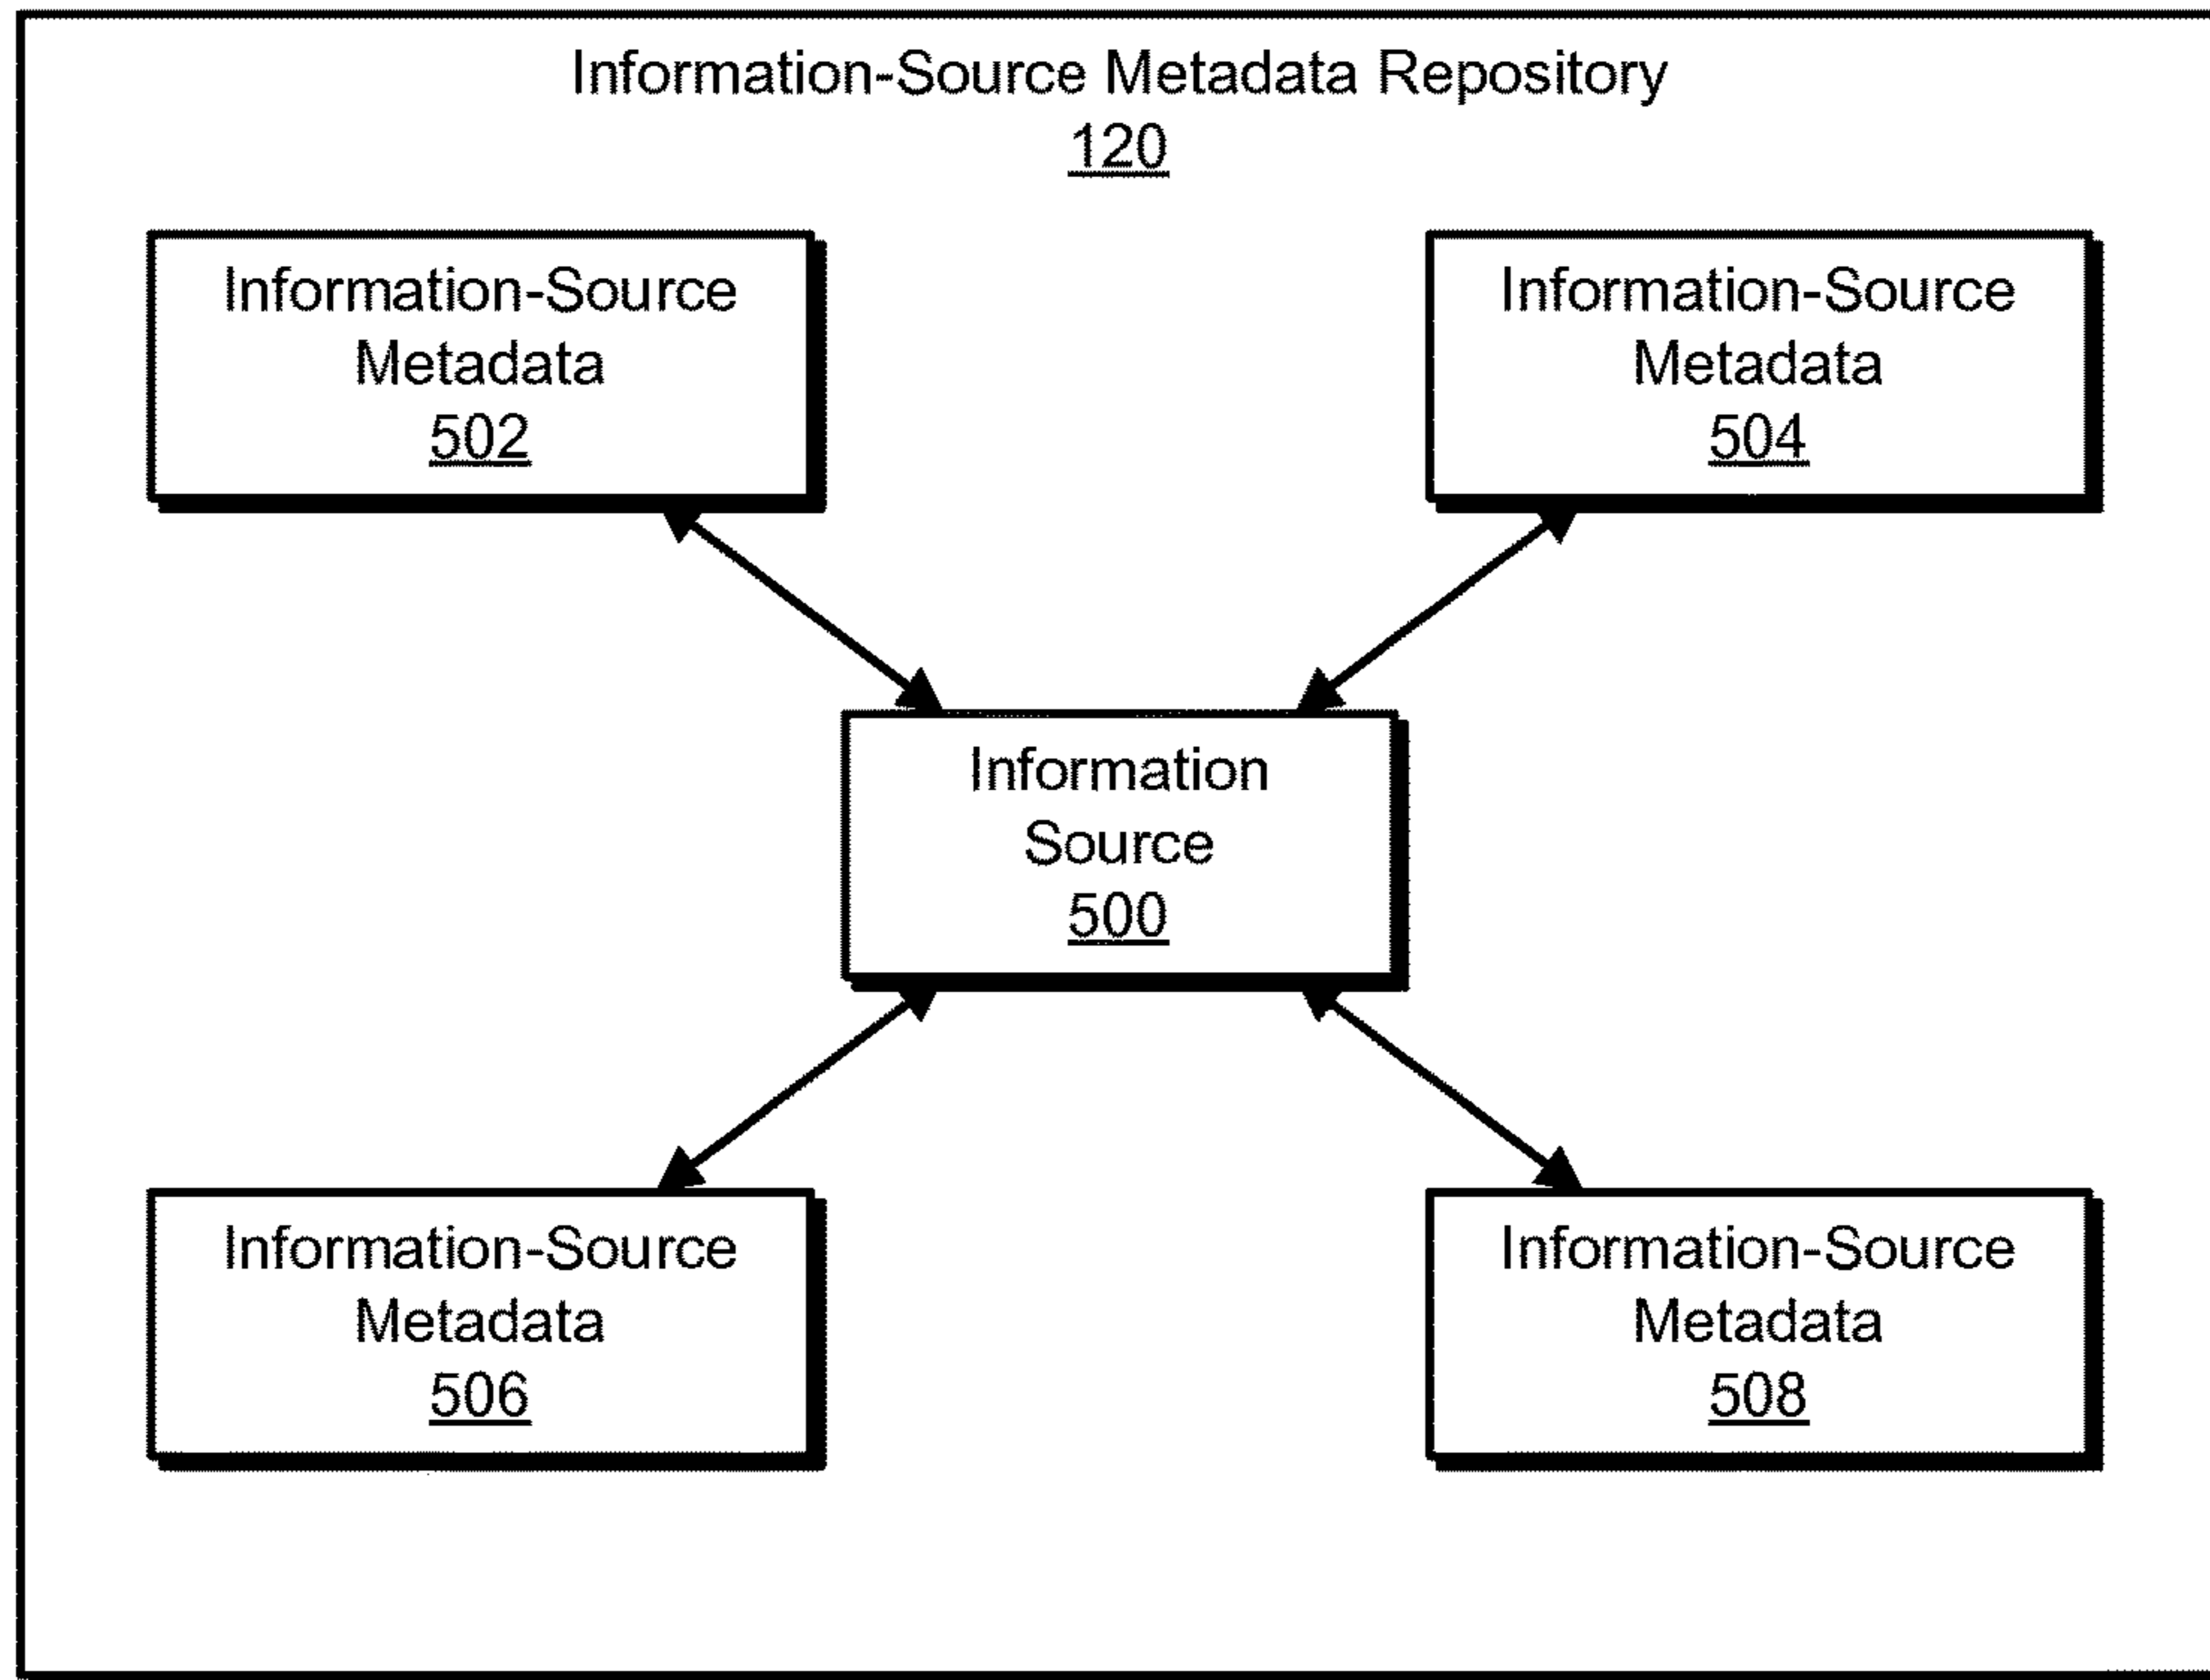 Information-Source Metadata Repository
120
Information-Source
Metadata
502
Information-Source
Metadata
504
Information
Source
500
Information-Source
Metadata
506
Information-Source
Metadata
508